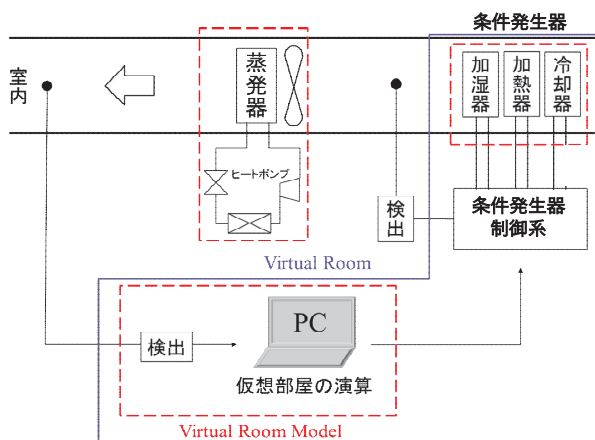 条件発生器
室内
蒸発器
加湿器
加熱器
冷却器
ヒートポンプ
検出
条件発生器
制御系
Virtual Room
検出
PC
仮想部屋の演算
Virtual Room Model